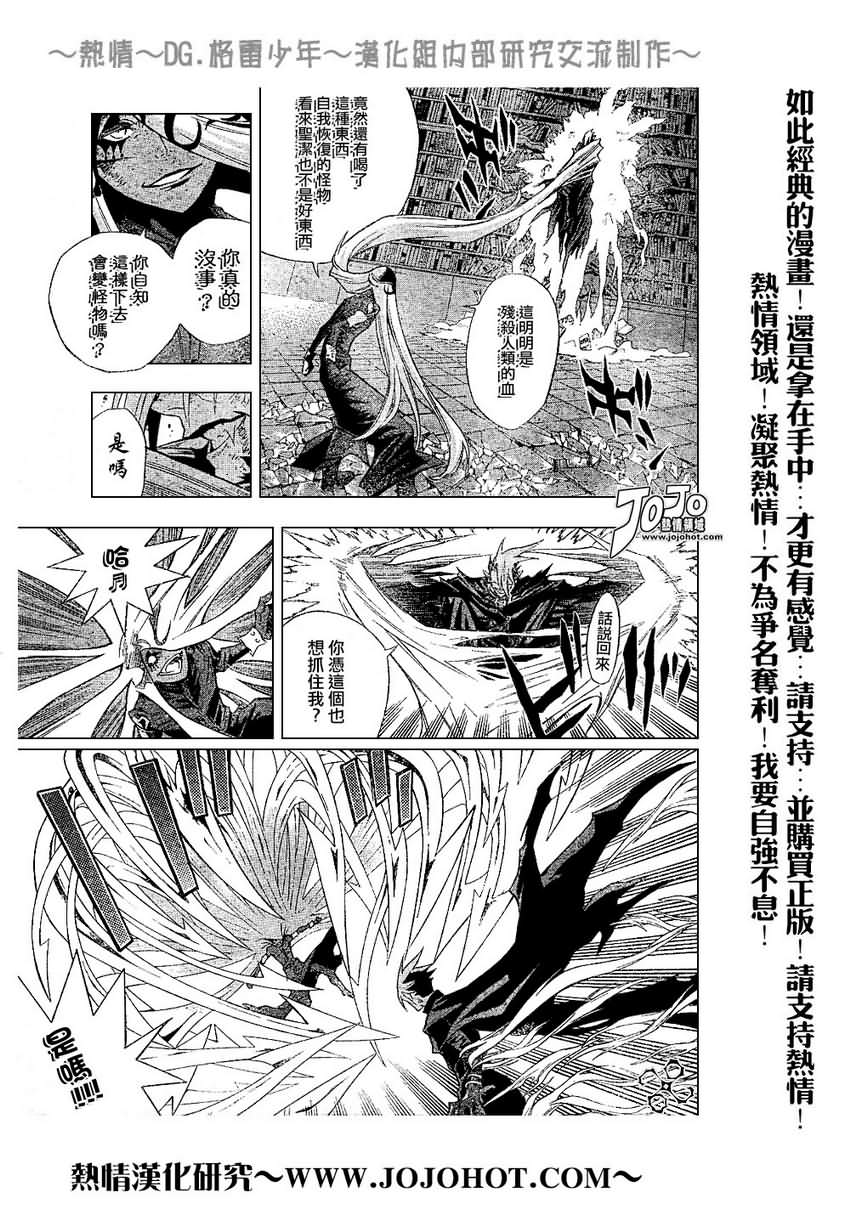 ～熱情～DG.格雷少年～漢化組內部研究交流制作～
竟然還有喝了
這種東西
自我恢復的怪物
看來聖潔也不是好東西
這明明是
殘殺人類的血
你真的
沒事？
你自知
這樣下去
會變怪物嗎？
是嗎
JOJO
熱情領域
www.jojohot.com
話說回來
你憑這個也
想抓住我？
哈
是嗎!!!!!
如此經典的漫畫！還是拿在手中…才更有感覺…請支持…並購買正版！請支持熱情！
熱情領域！凝聚熱情！不為爭名奪利！我要自強不息！
熱情漢化研究～WWW.JOJOHOT.COM～